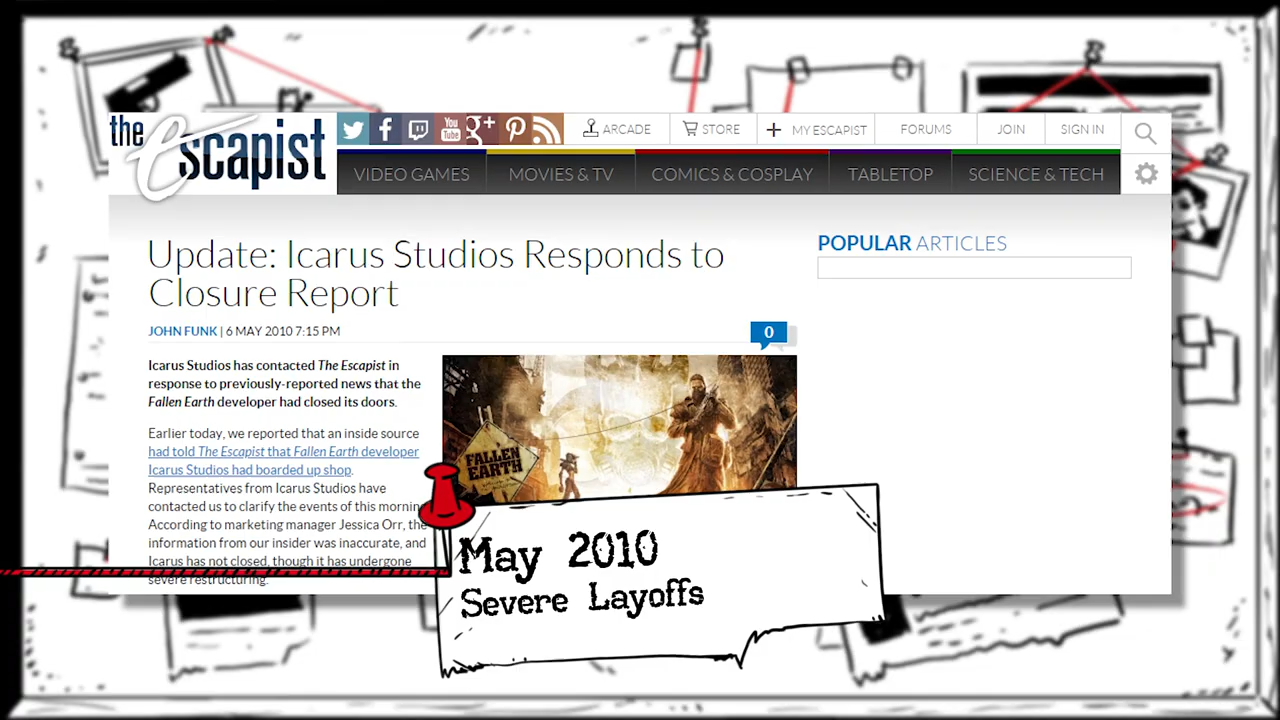 the escapist
You Tube
g+
ARCADE
STORE
MY ESCAPIST
FORUMS
JOIN
SIGN IN
VIDEO GAMES
MOVIES & TV
COMICS & COSPLAY
TABLETOP
SCIENCE & TECH
Update: Icarus Studios Responds to
Closure Report
JOHN FUNK | 6 MAY 2010 7:15 PM
0
POPULAR ARTICLES
Icarus Studios has contacted The Escapist in
response to previously-reported news that the
Fallen Earth developer had closed its doors.
Earlier today, we reported that an inside source
had told The Escapist that Fallen Earth developer
Icarus Studios had boarded up shop.
Representatives from Icarus Studios have
contacted us to clarify the events of this morning.
According to marketing manager Jessica Orr, the
information from our insider was inaccurate, and
Icarus has not closed, though it has undergone
severe restructuring.
FALLEN
EARTH
May 2010
Severe Layoffs